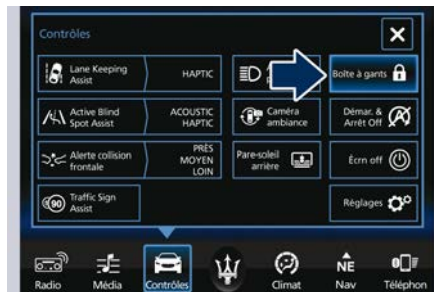 Contrôles
Lane Keeping
Assist
HAPTIC
Boîte à gants
Active Blind
Spot Assist
ACOUSTIC
HAPTIC
Caméra
ambiance
Démar. &
Arrêt Off
Alerte collision
frontale
PRÈS
MOYEN
LOIN
Pare-soleil
arrière
Écrn off
90
Traffic Sign
Assist
Réglages
Radio
Média
Contrôles
Climat
NE
Nav
Téléphon